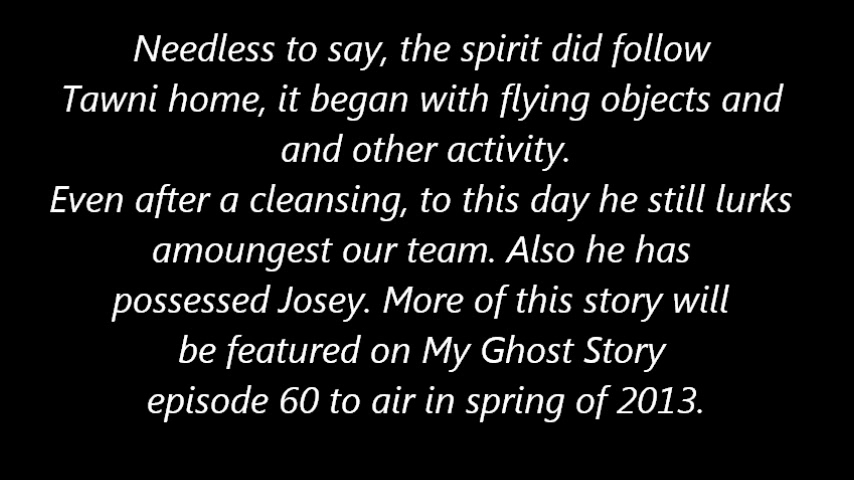 Needless to say, the spirit did follow
Tawni home, it began with flying objects and
and other activity.
Even after a cleansing, to this day he still lurks
amoungest our team. Also he has
possessed Josey. More of this story will
be featured on My Ghost Story
episode 60 to air in spring of 2013.